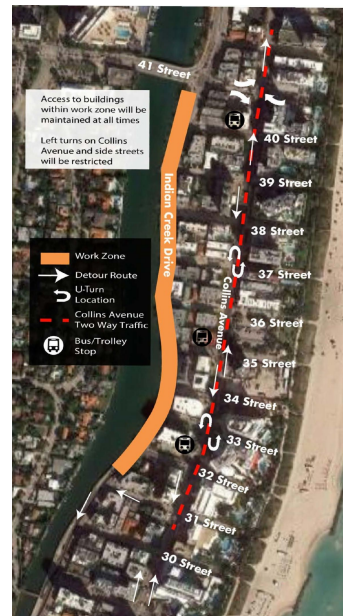 41 Street
Access to buildings
within work zone will be
maintained at all times
Left turns on Collins
Avenue and side streets
will be restricted
40 Street
39 Street
Indian Creek Drive
38 Street
37 Street
Collins Avenue
Work Zone
Detour Route
U-Turn
Location
Collins Avenue
Two Way Traffic
Bus/Trolley
Stop
36 Street
35 Street
34 Street
33 Street
32 Street
31 Street
30 Street